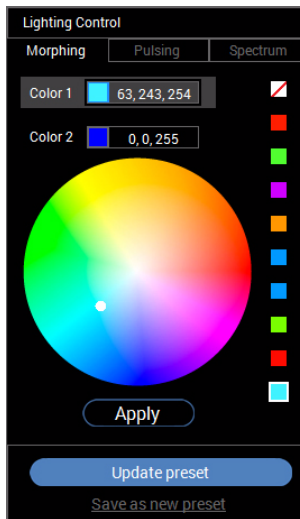 Lighting Control
Morphing Pulsing Spectrum
Color 1 63, 243, 254
Color 2 0, 0, 255
Apply
Update preset
Save as new preset